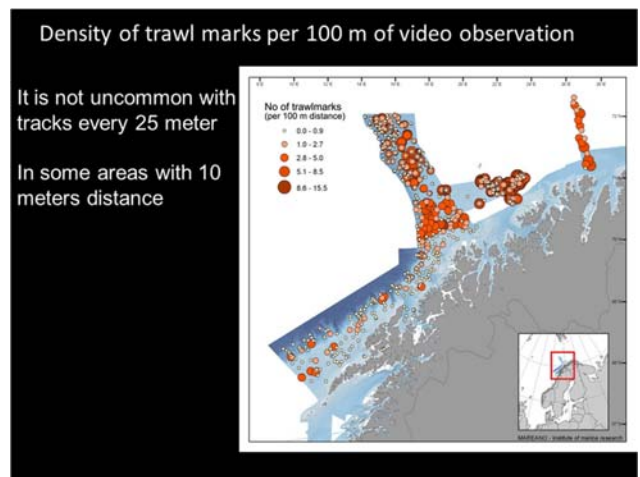 Density of trawl marks per 100 m of video observation
It is not uncommon with
tracks every 25 meter
In some areas with 10
meters distance
No of trawlmarks
(per 100 m distance)
0.0 - 0.9
1.0 - 2.7
2.8 - 5.0
5.1 - 8.5
8.6 - 15.5
MAREANO - Institute of marine research